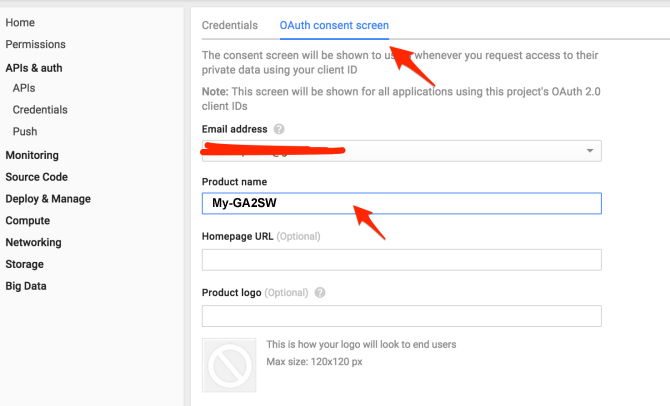 Home
Permissions
APIs & auth
APIs
Credentials
Push
Monitoring
Source Code
Deploy & Manage
Compute
Networking
Storage
Big Data
Credentials OAuth consent screen
The consent screen will be shown to whenever you request access to their
private data using your client ID
Note: This screen will be shown for all applications using this project's OAuth 2.0
client IDs
Email address ?
Product name
My-GA2SW
Homepage URL (Optional)
Product logo (Optional) ?
This is how your logo will look to end users
Max size: 120x120 px